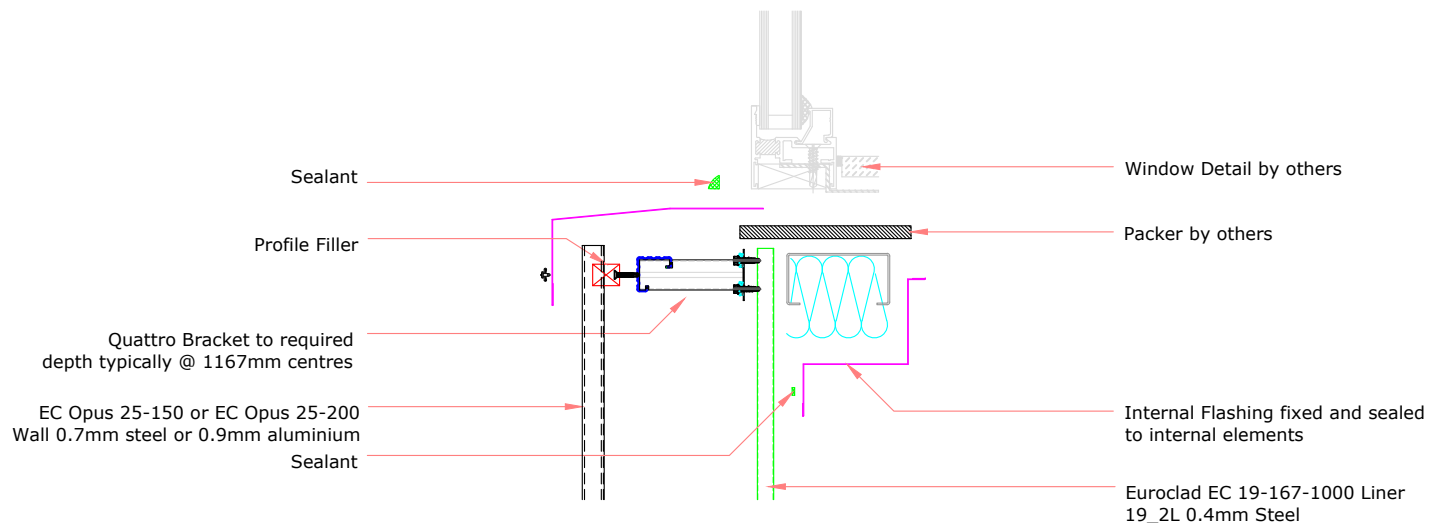 Sealant
Profile Filler
Quattro Bracket to required
depth typically @ 1167mm centres
EC Opus 25-150 or EC Opus 25-200
Wall 0.7mm steel or 0.9mm aluminium
Sealant
Window Detail by others
Packer by others
Internal Flashing fixed and sealed
to internal elements
Euroclad EC 19-167-1000 Liner
19_2L 0.4mm Steel